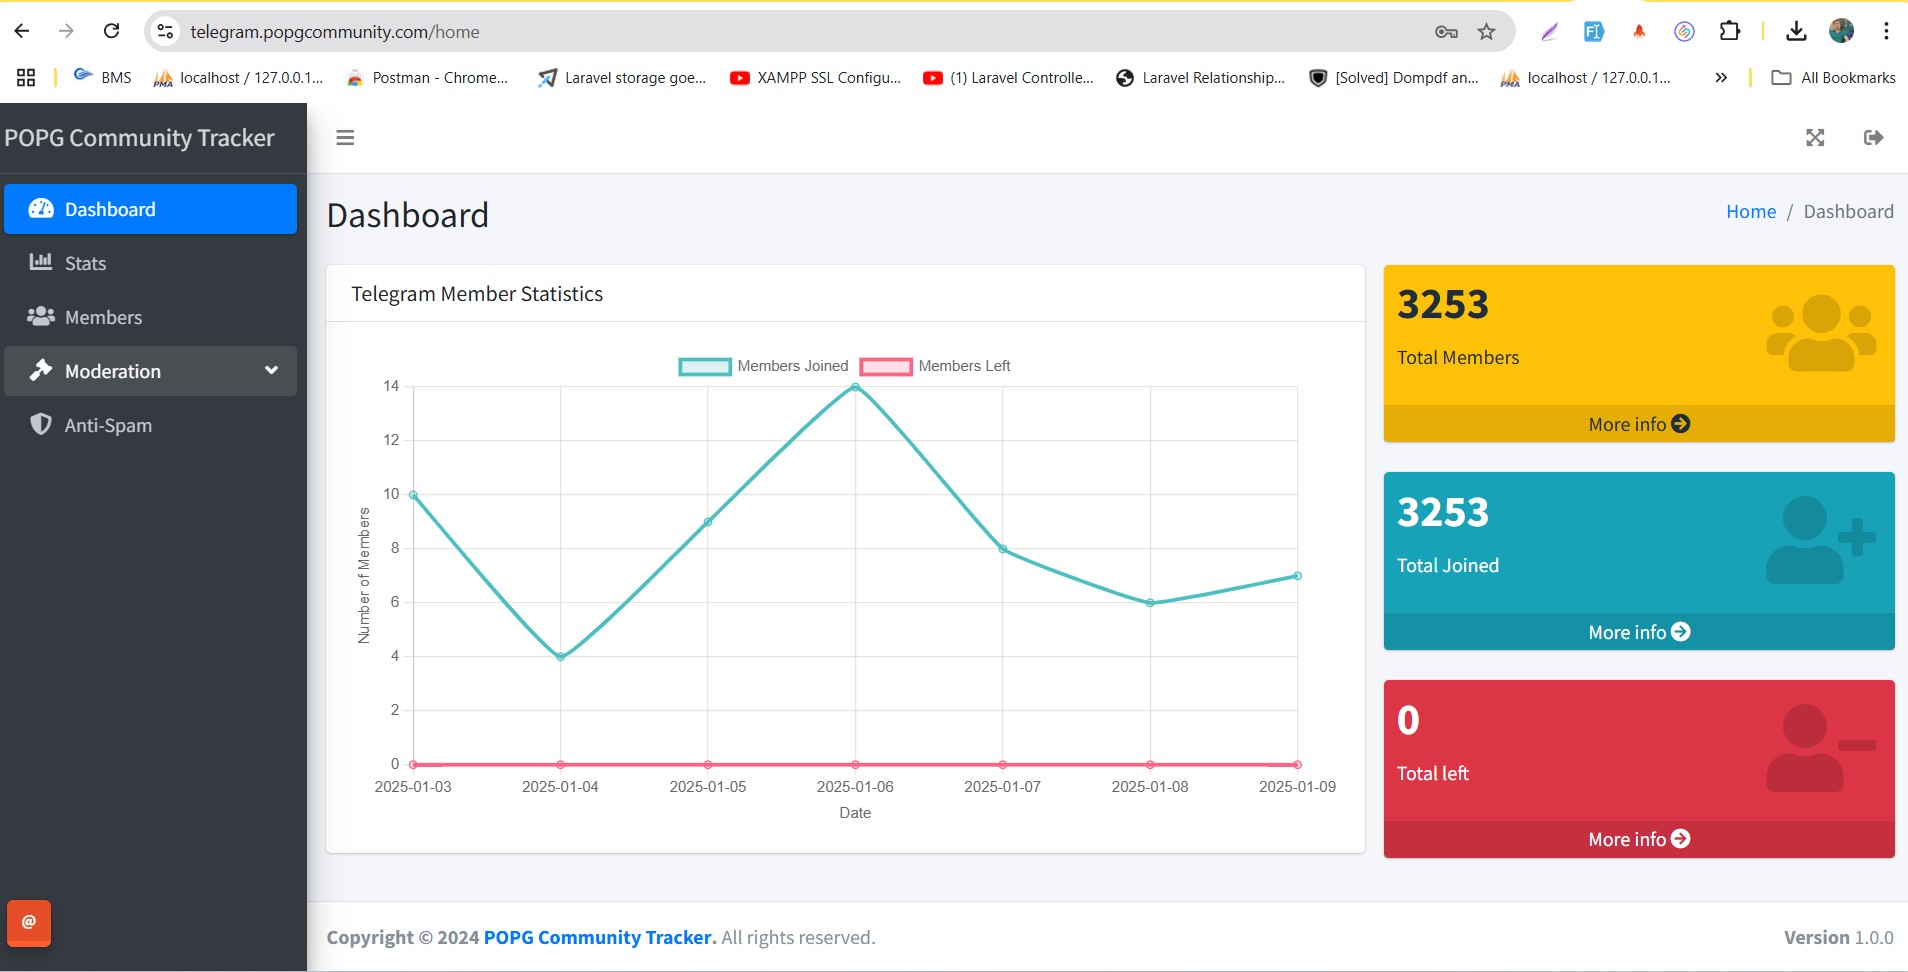 telegram.popgcommunity.com/home
BMS
localhost / 127.0.0.1...
Postman - Chrome...
Laravel storage goe...
XAMPP SSL Configu...
(1) Laravel Controlle...
Laravel Relationship...
[Solved] Dompdf an...
localhost / 127.0.0.1...
All Bookmarks
POPG Community Tracker
Dashboard
Stats
Members
Moderation
Anti-Spam
@
Dashboard
Home / Dashboard
Telegram Member Statistics
Members Joined Members Left
14
12
10
8
6
4
2
0
Number of Members
2025-01-03 2025-01-04 2025-01-05 2025-01-06 2025-01-07 2025-01-08 2025-01-09
Date
3253
Total Members
More info
3253
Total Joined
More info
0
Total left
More info
Copyright © 2024 POPG Community Tracker. All rights reserved.
Version 1.0.0